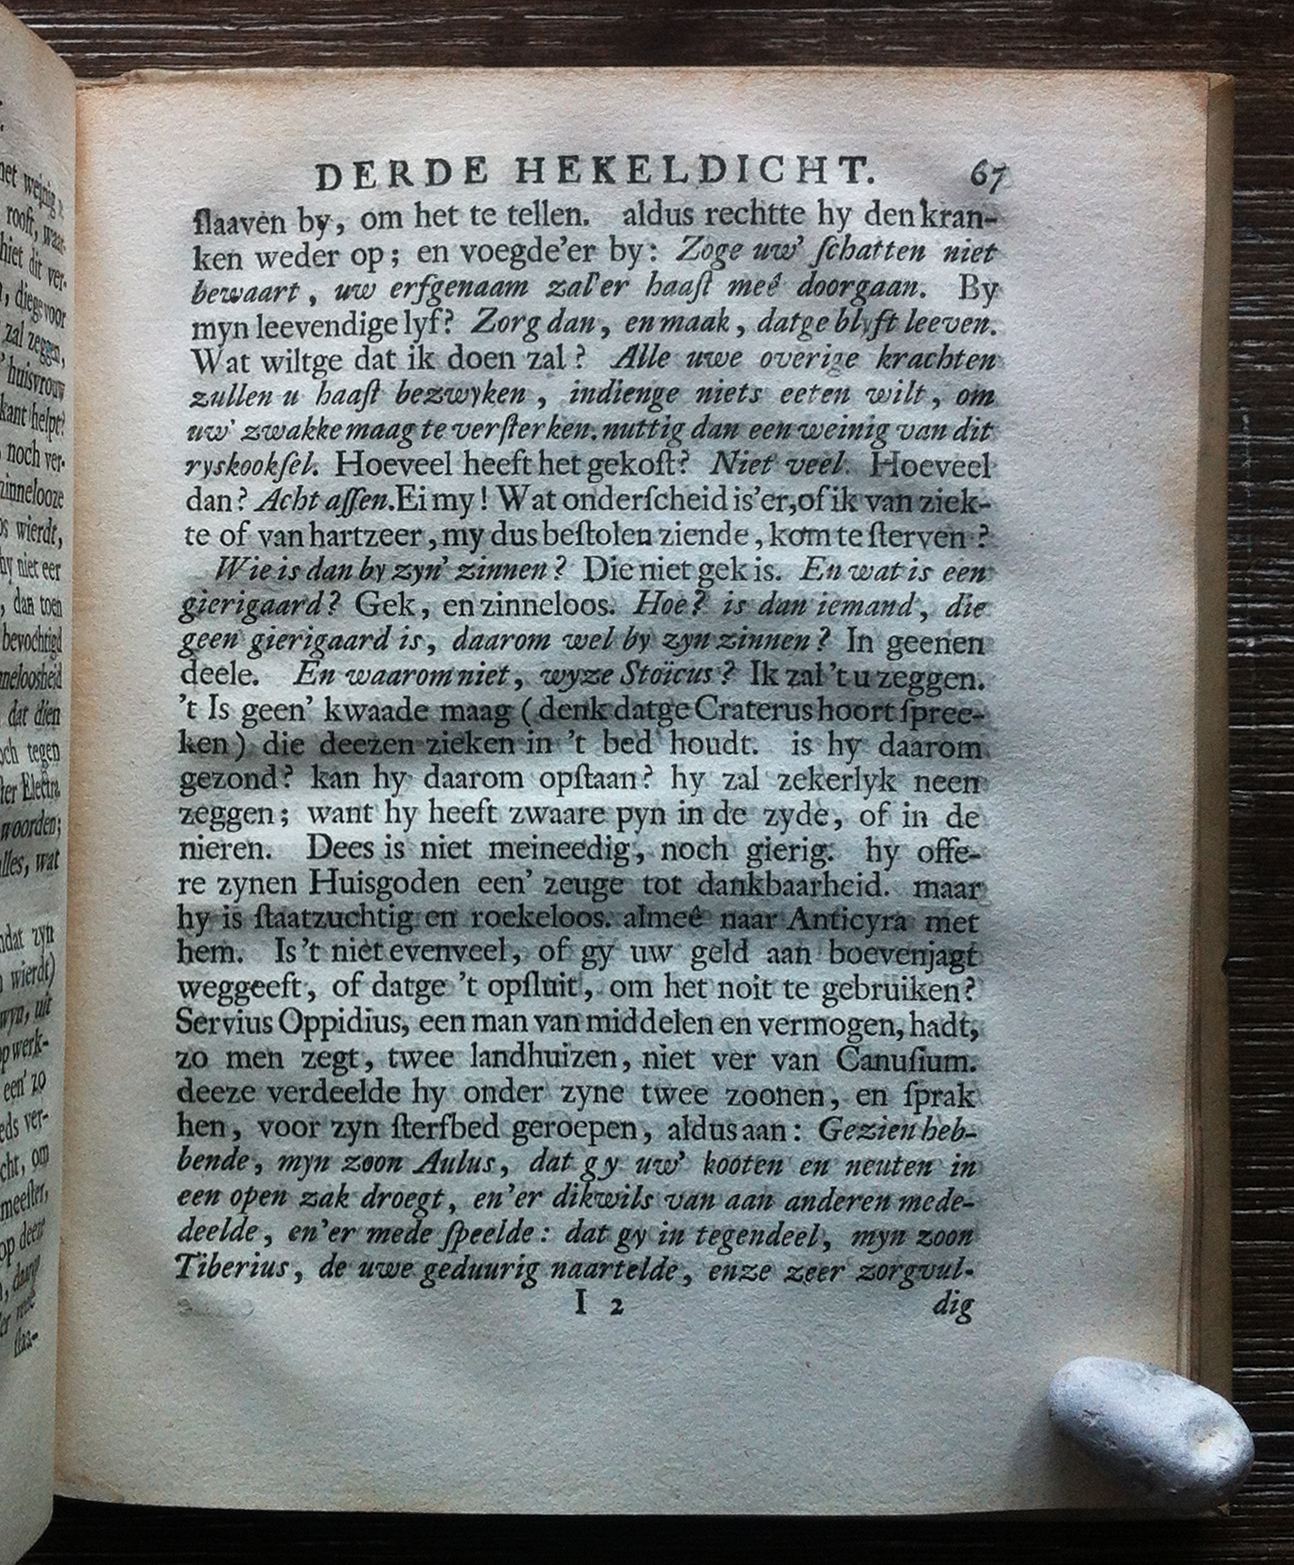 DERDE HEKELDICHT. 67
ſlaaven by, om het te tellen. aldus rechtte hy den kran-
ken weder op; en voegde'er by: Zoge uw' ſchatten niet
bewaart, uw erfgenaam zal'er haaſt meê doorgaan. By
myn leevendige lyf? Zorg dan, en maak, datge blyft leeven.
Wat wiltge dat ik doen zal? Alle uwe overige krachten
zullen u haaſt bezwyken, indienge niets eeten wilt, om
uw' zwakke maag te verſterken. nuttig dan een weinig van dit
ryskookſel. Hoeveel heeft het gekoſt? Niet veel. Hoeveel
dan? Acht aſſen. Ei my! Wat onderſcheid is'er, of ik van ziek-
te of van hartzeer, my dus beſtolen ziende, kom te ſterven?
Wie is dan by zyn' zinnen? Die niet gek is. En wat is een
gierigaard? Gek, en zinneloos. Hoe? is dan iemand, die
geen gierigaard is, daarom wel by zyn zinnen? In geenen
deele. En waarom niet, wyze Stoïcus? Ik zal 't u zeggen.
't Is geen' kwaade maag (denk datge Craterus hoort ſpree-
ken) die deezen zieken in 't bed houdt. is hy daarom
gezond? kan hy daarom opſtaan? hy zal zekerlyk neen
zeggen; want hy heeft zwaare pyn in de zyde, of in de
nieren. Dees is niet meineedig, noch gierig. hy offe-
re zynen Huisgoden een' zeuge tot dankbaarheid. maar
hy is ſtaatzuchtig en roekeloos. almeê naar Anticyra met
hem. Is 't niet evenveel, of gy uw geld aan boevenjagt
weggeeft, of datge 't opſluit, om het noit te gebruiken?
Servius Oppidius, een man van middelen en vermogen, hadt,
zo men zegt, twee landhuizen, niet ver van Canuſium.
deeze verdeelde hy onder zyne twee zoonen, en ſprak
hen, voor zyn ſterfbed geroepen, aldus aan: Gezien heb-
bende, myn zoon Aulus, dat gy uw' kooten en neuten in
een open zak droegt, en'er dikwils van aan anderen mede-
deelde, en'er mede ſpeelde: dat gy in tegendeel, myn zoon
Tiberius, de uwe geduurig naartelde, enze zeer zorgvul-
I 2 dig